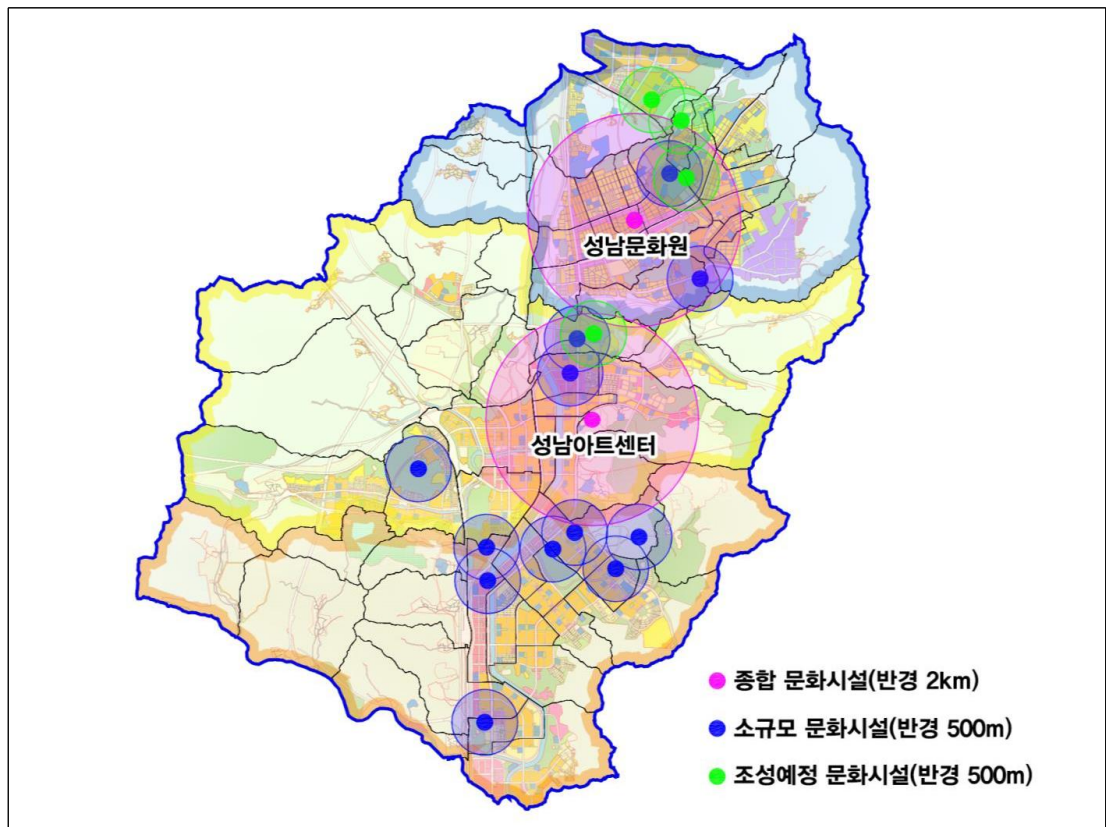 성남문화원
성남아트센터
종합 문화시설(반경 2km)
소규모 문화시설(반경 500m)
조성예정 문화시설(반경 500m)